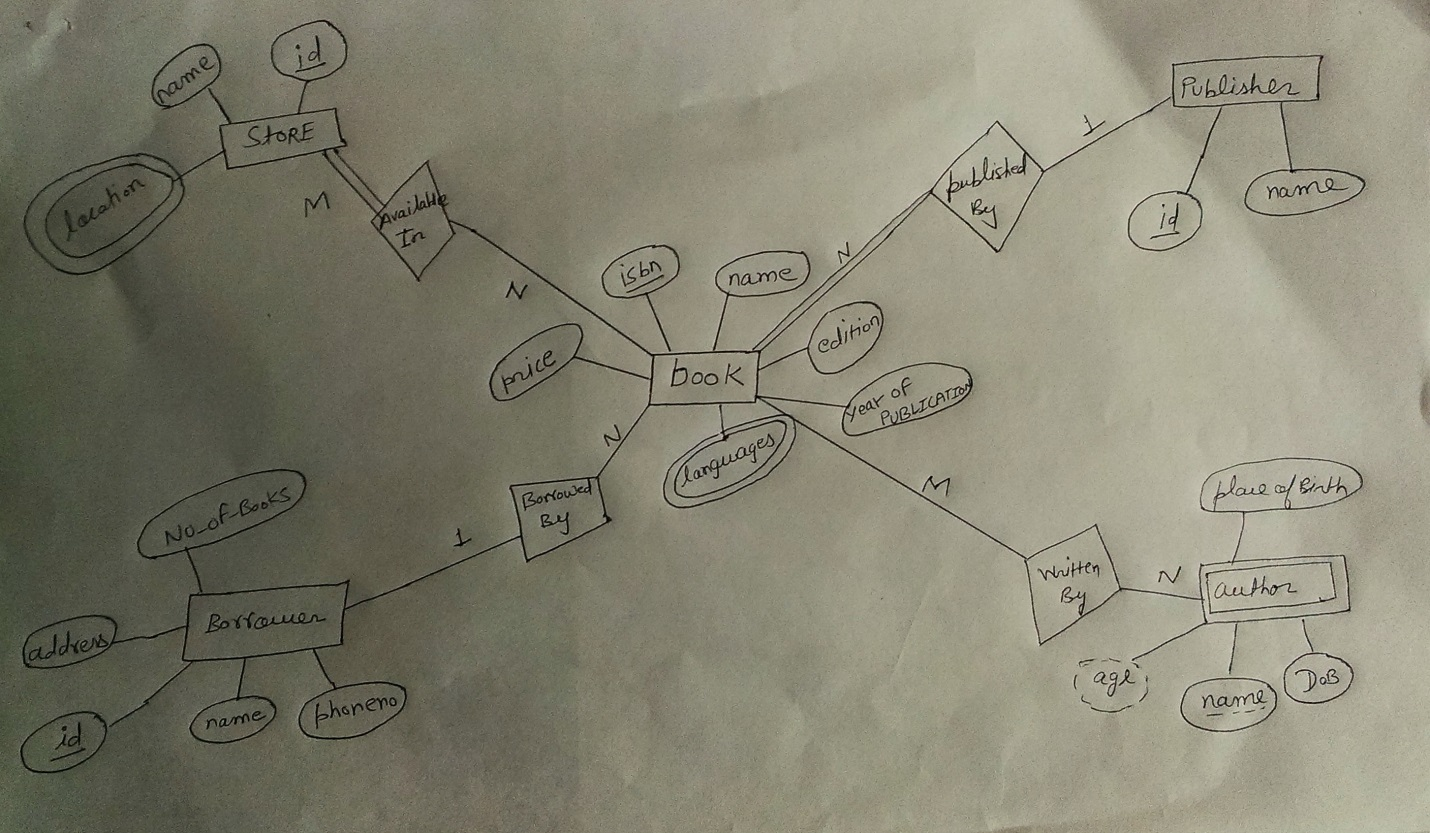 name
id
StoRE
location
M
Available
In
N
Publisher
1
published
By
id
name
N
isbn
name
price
book
edition
year of
PUBLICATION
languages
N
Borrowed
By
1
M
No_of_Books
Borrower
address
id
name
phoneno
place of Birth
Written
By
N
author
age
name
DoB